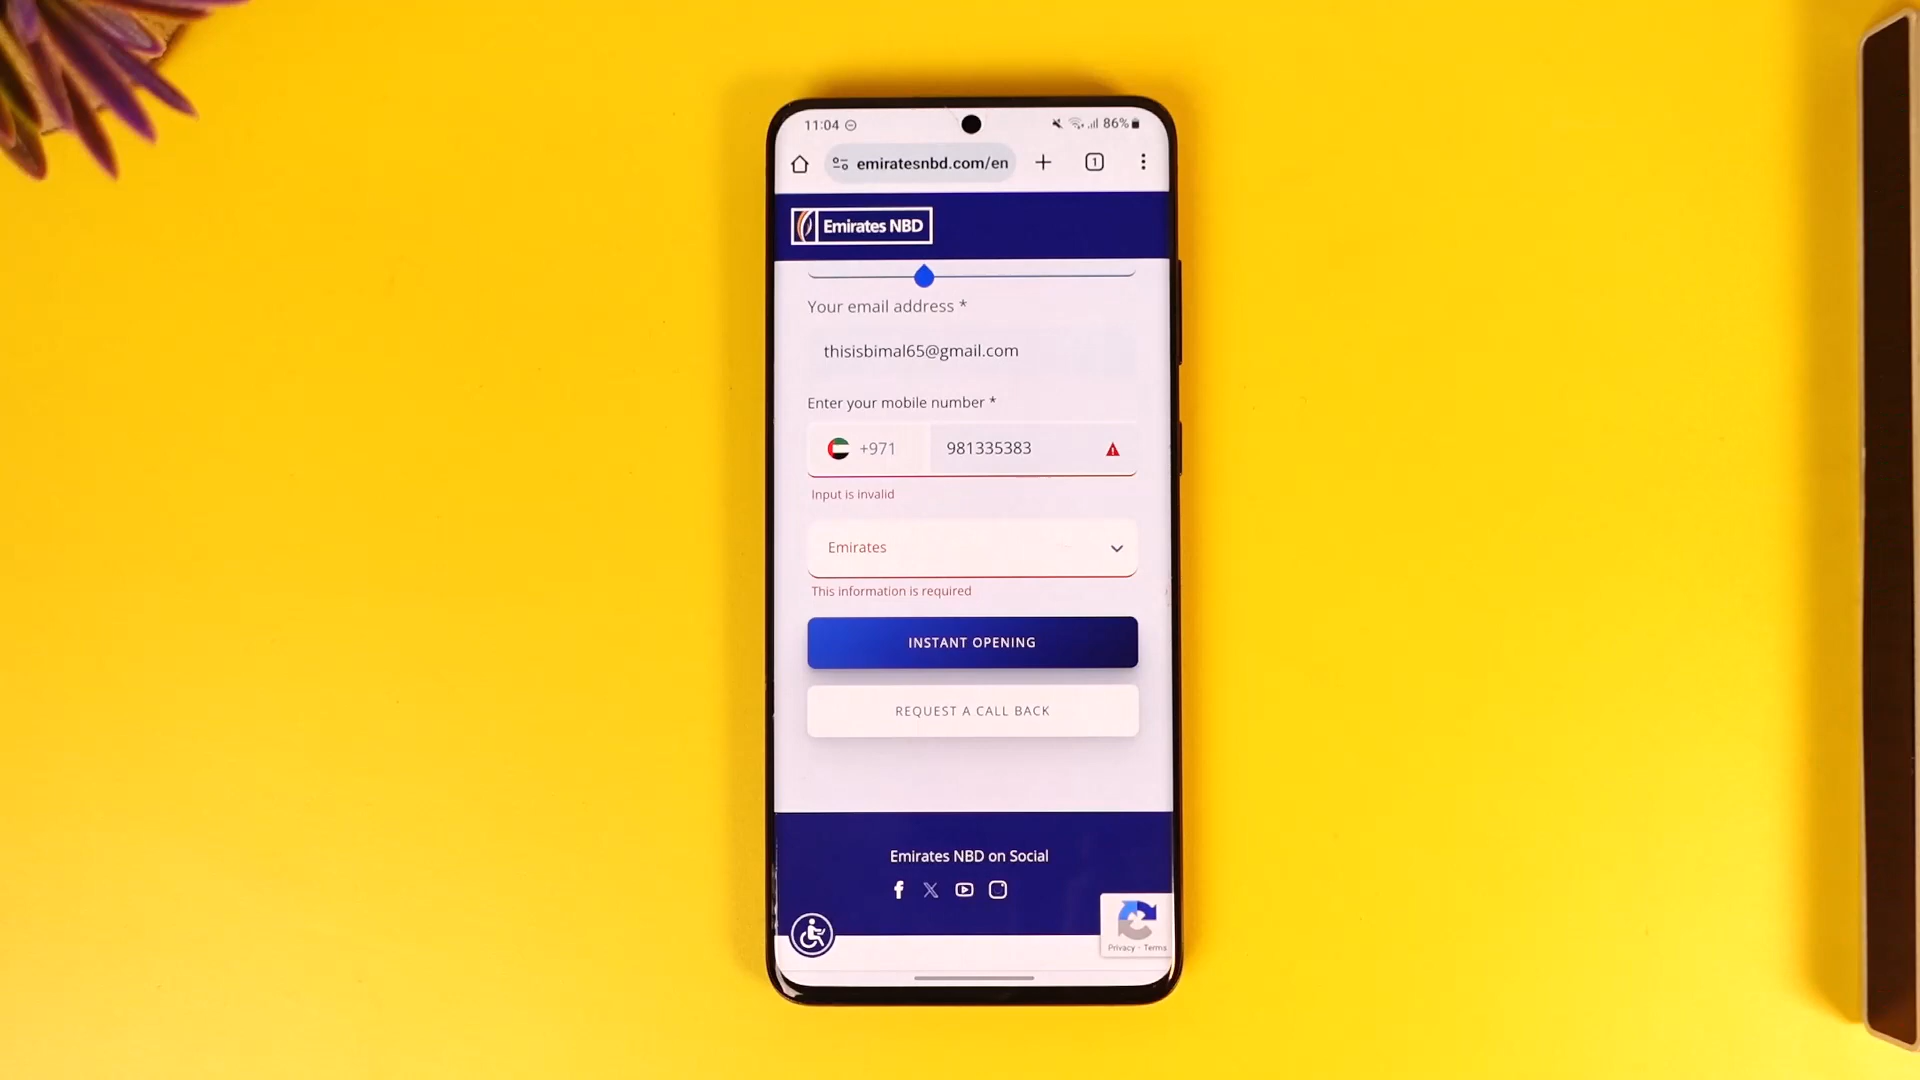 11:04
86%
emiratesnbd.com/en
1
Emirates NBD
Your email address *
thisisbimal65@gmail.com
Enter your mobile number *
+971
981335383
Input is invalid
Emirates
This information is required
INSTANT OPENING
REQUEST A CALL BACK
Emirates NBD on Social
Privacy - Terms